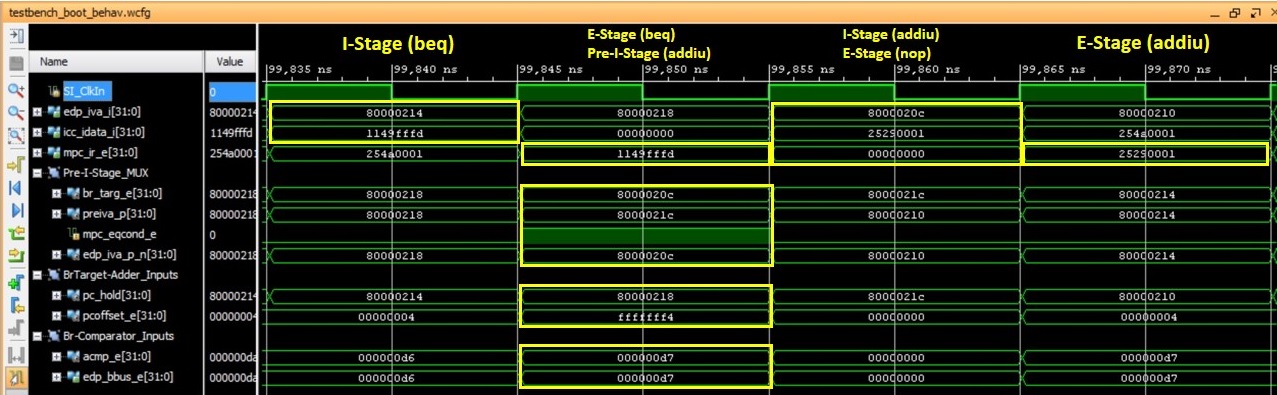 testbench_boot_behav.wcfg
I-Stage (beq) E-Stage (beq) I-Stage (addiu) E-Stage (addiu)
Pre-I-Stage (addiu) E-Stage (nop)
Name Value
99,835 ns 99,840 ns 99,845 ns 99,850 ns 99,855 ns 99,860 ns 99,865 ns 99,870 ns
SI_ClkIn 0
edp_iva_i[31:0] 80000214 80000214 80000218 8000020c 80000210
icc_idata_i[31:0] 1149fffd 1149fffd 00000000 25290001 254a0001
mpc_ir_e[31:0] 254a0001 254a0001 1149fffd 00000000 25290001
Pre-I-Stage_MUX
br_targ_e[31:0] 80000218 80000218 8000020c 8000021c 80000214
preiva_p[31:0] 80000218 80000218 8000021c 80000210 80000214
mpc_eqcond_e 0
edp_iva_p_n[31:0] 80000218 80000218 8000020c 80000210 80000214
BrTarget-Adder_Inputs
pc_hold[31:0] 80000214 80000214 80000218 8000021c 80000210
pcoffset_e[31:0] 00000004 00000004 fffffff4 00000000 00000004
Br-Comparator_Inputs
acmp_e[31:0] 000000da 000000d6 000000d7 00000000 000000d7
edp_bbus_e[31:0] 000000da 000000d6 000000d7 00000000 000000d7